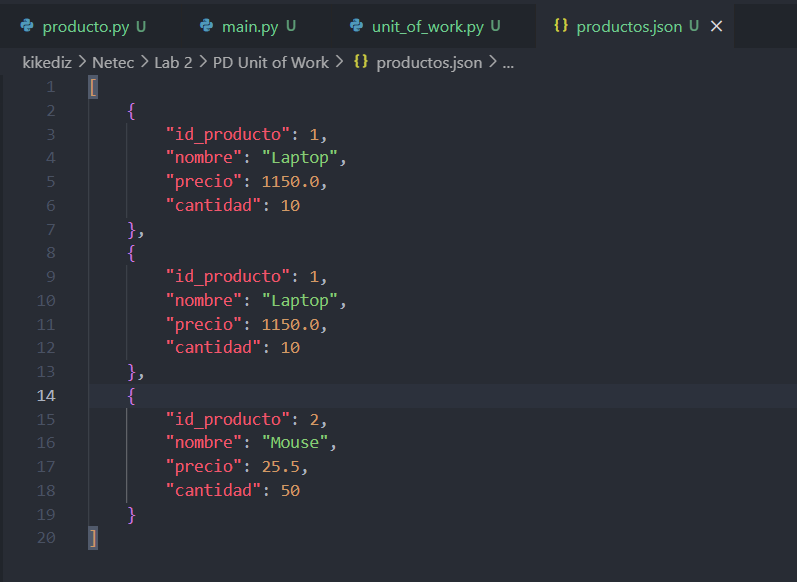 producto.py U main.py U unit_of_work.py U {} productos.json U ×
kikediz > Netec > Lab 2 > PD Unit of Work > {} productos.json > ...
1 [
2 {
3 "id_producto": 1,
4 "nombre": "Laptop",
5 "precio": 1150.0,
6 "cantidad": 10
7 },
8 {
9 "id_producto": 1,
10 "nombre": "Laptop",
11 "precio": 1150.0,
12 "cantidad": 10
13 },
14 {
15 "id_producto": 2,
16 "nombre": "Mouse",
17 "precio": 25.5,
18 "cantidad": 50
19 }
20 ]